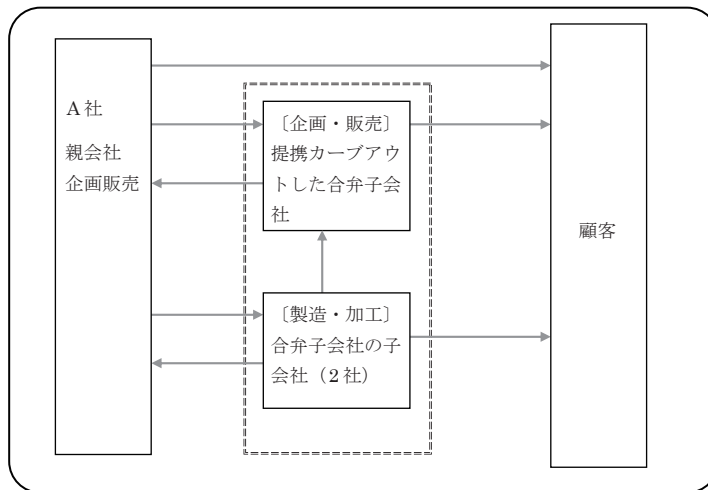 A社
親会社
企画販売
〔企画・販売〕
提携カーブアウ
トした合弁子会
社
〔製造・加工〕
合弁子会社の子
会社（2社）
顧客